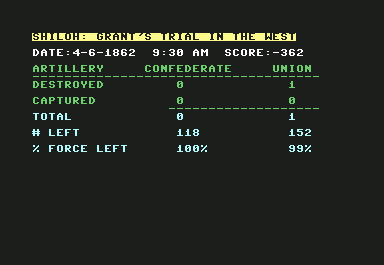 SHILOH: GRANT'S TRIAL IN THE WEST
DATE:4-6-1862 9:30 AM SCORE:-362
ARTILLERY CONFEDERATE UNION
DESTROYED 0 1
CAPTURED 0 0
TOTAL 0 1
# LEFT 118 152
% FORCE LEFT 100% 99%